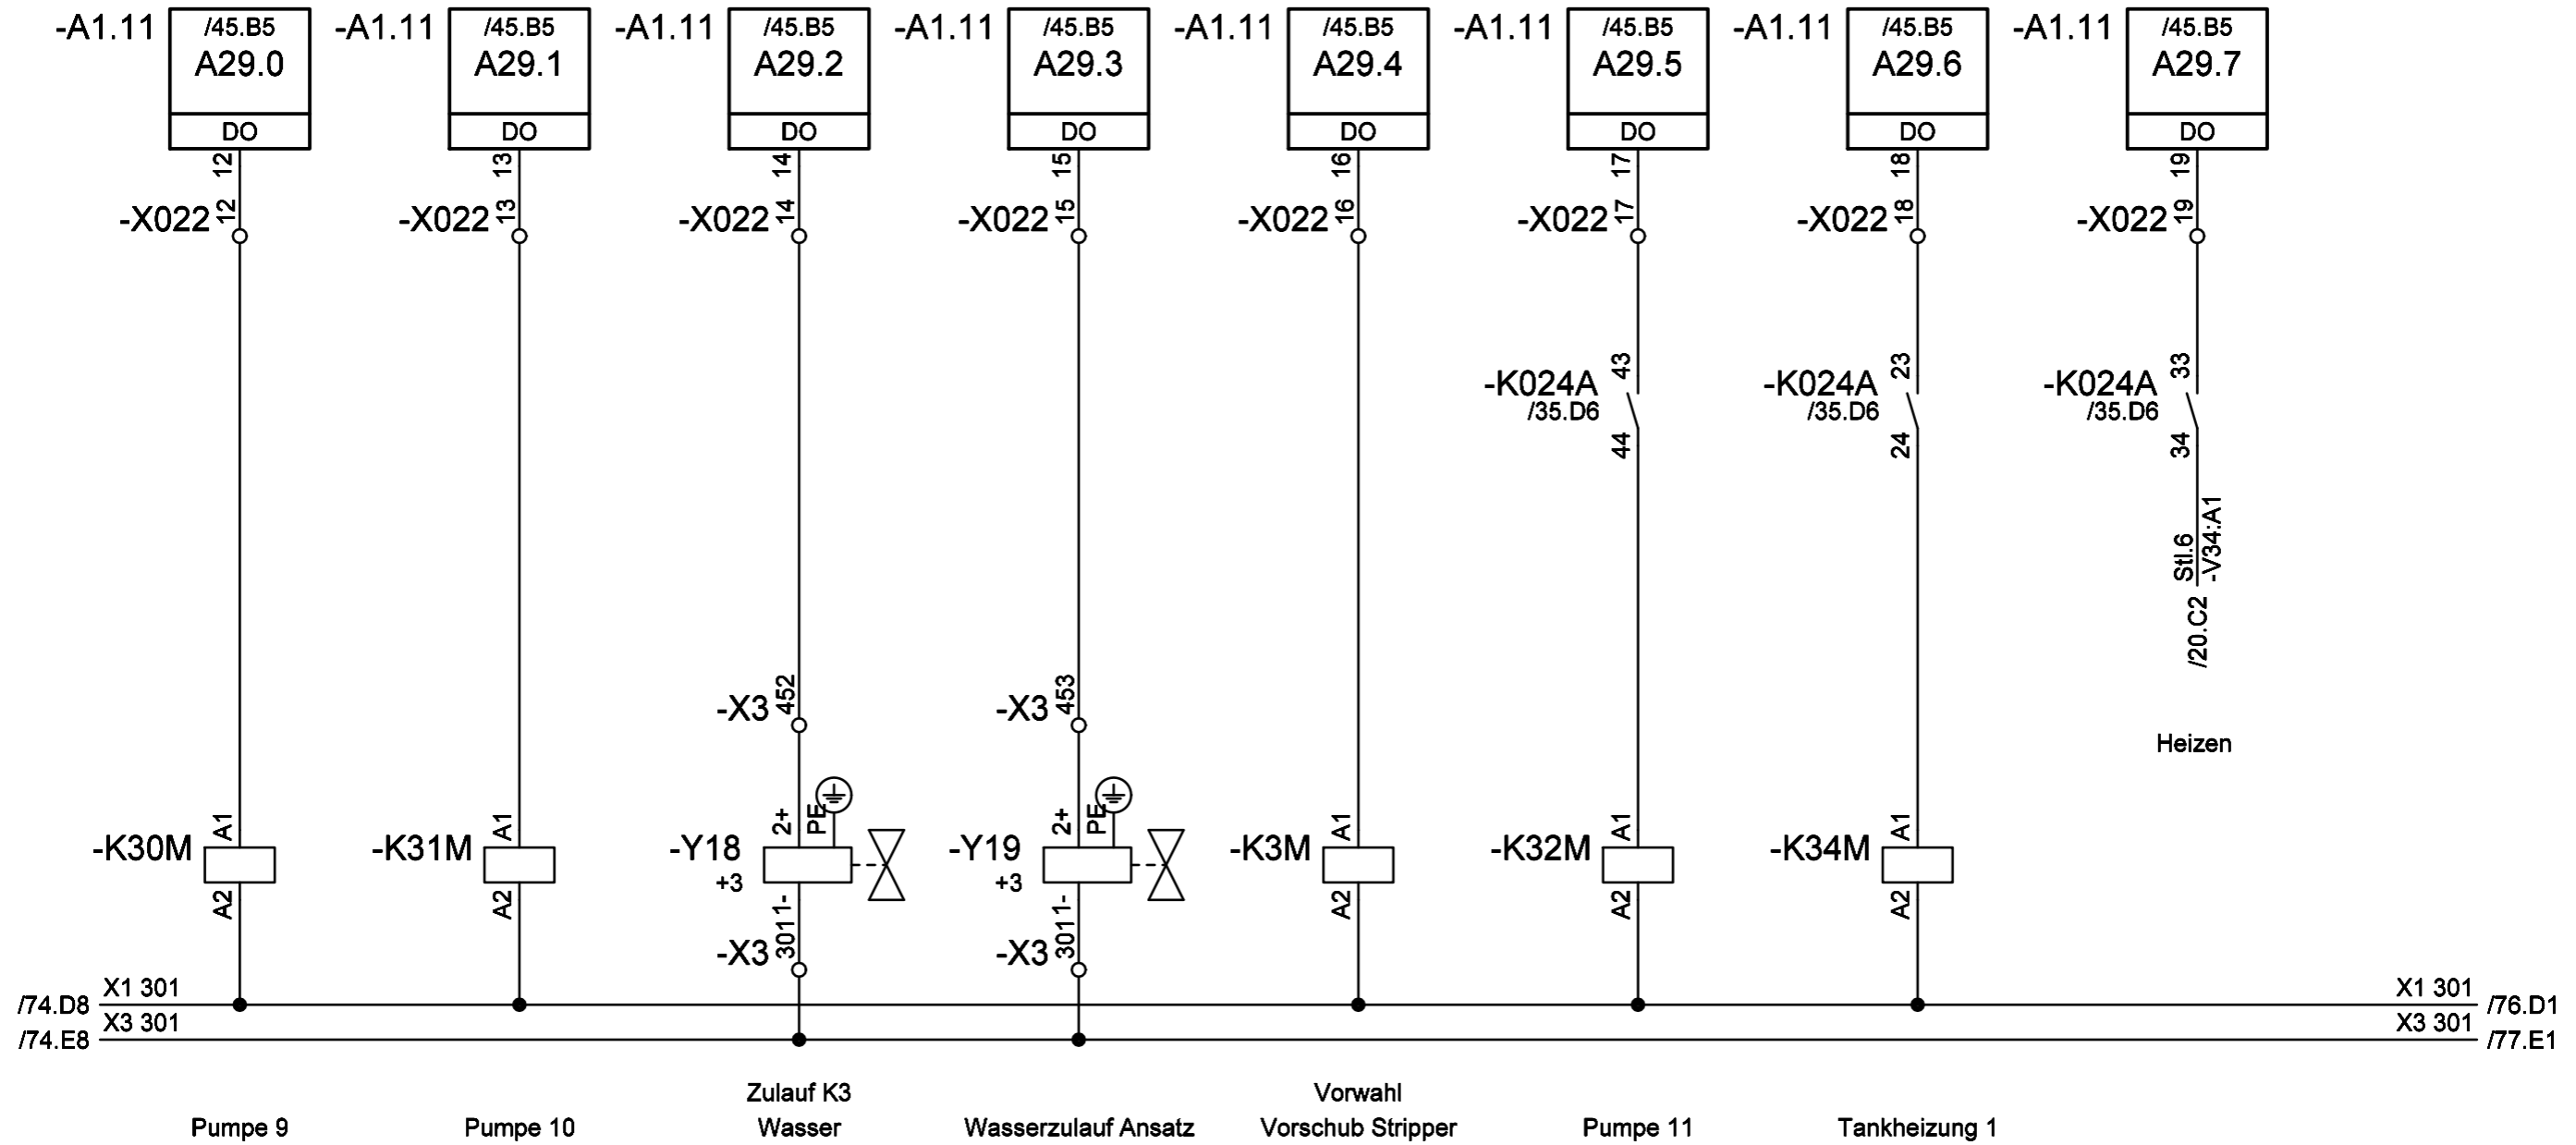 -A1.11 /45.B5 -A1.11 /45.B5 -A1.11 /45.B5 -A1.11 /45.B5 -A1.11 /45.B5 -A1.11 /45.B5 -A1.11 /45.B5 -A1.11 /45.B5
A29.0 A29.1 A29.2 A29.3 A29.4 A29.5 A29.6 A29.7
DO DO DO DO DO DO DO DO
12 13 14 15 16 17 18 19
-X022 12 -X022 13 -X022 14 -X022 15 -X022 16 -X022 17 -X022 18 -X022 19
43 23 33
-K024A -K024A -K024A
/35.D6 /35.D6 /35.D6
44 24 34
Stl.6 -V34:A1
/20.C2
-X3 452 -X3 453
Heizen
A1 A1 2+ PE 2+ PE A1 A1 A1
-K30M -K31M -Y18 -Y19 -K3M -K32M -K34M
+3 +3
A2 A2 1- 1- A2 A2 A2
-X3 301 -X3 301
X1 301 X1 301
/74.D8 /76.D1
X3 301 X3 301
/74.E8 /77.E1
Zulauf K3 Vorwahl
Pumpe 9 Pumpe 10 Wasser Wasserzulauf Ansatz Vorschub Stripper Pumpe 11 Tankheizung 1